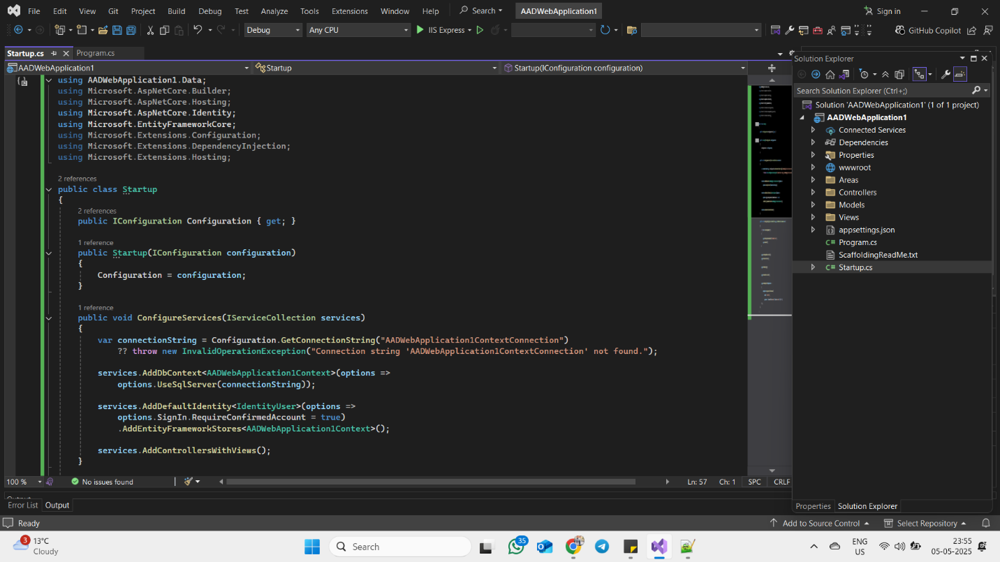 File Edit View Git Project Build Debug Test Analyze Tools Extensions Window Help Search AADWebApplication1 Sign in
Debug Any CPU IIS Express GitHub Copilot
Startup.cs Program.cs
AADWebApplication1 Startup Startup(IConfiguration configuration)
using AADWebApplication1.Data;
using Microsoft.AspNetCore.Builder;
using Microsoft.AspNetCore.Hosting;
using Microsoft.AspNetCore.Identity;
using Microsoft.EntityFrameworkCore;
using Microsoft.Extensions.Configuration;
using Microsoft.Extensions.DependencyInjection;
using Microsoft.Extensions.Hosting;
2 references
public class Startup
{
2 references
public IConfiguration Configuration { get; }
1 reference
public Startup(IConfiguration configuration)
{
Configuration = configuration;
}
1 reference
public void ConfigureServices(IServiceCollection services)
{
var connectionString = Configuration.GetConnectionString("AADWebApplication1ContextConnection")
?? throw new InvalidOperationException("Connection string 'AADWebApplication1ContextConnection' not found.");
services.AddDbContext<AADWebApplication1Context>(options =>
options.UseSqlServer(connectionString));
services.AddDefaultIdentity<IdentityUser>(options =>
options.SignIn.RequireConfirmedAccount = true)
.AddEntityFrameworkStores<AADWebApplication1Context>();
services.AddControllersWithViews();
}
100 % No issues found Ln: 57 Ch: 1 SPC CRLF
Error List Output
Solution Explorer
Search Solution Explorer (Ctrl+;)
Solution 'AADWebApplication1' (1 of 1 project)
AADWebApplication1
Connected Services
Dependencies
Properties
wwwroot
Areas
Controllers
Models
Views
appsettings.json
C# Program.cs
ScaffoldingReadMe.txt
C# Startup.cs
Properties Solution Explorer
Ready Add to Source Control Select Repository
3 13°C
Cloudy
Search
35
ENG
US
23:55
05-05-2025